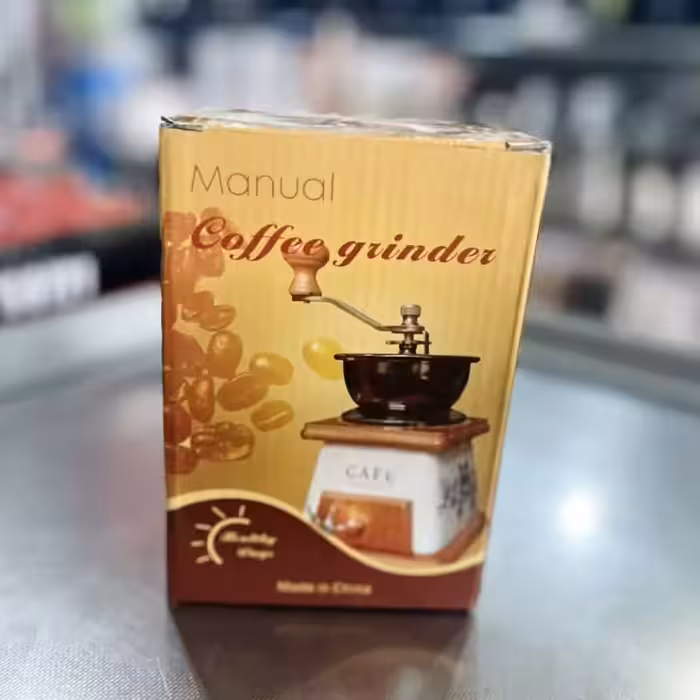 Manual
Coffee grinder
CAFE
Made in China